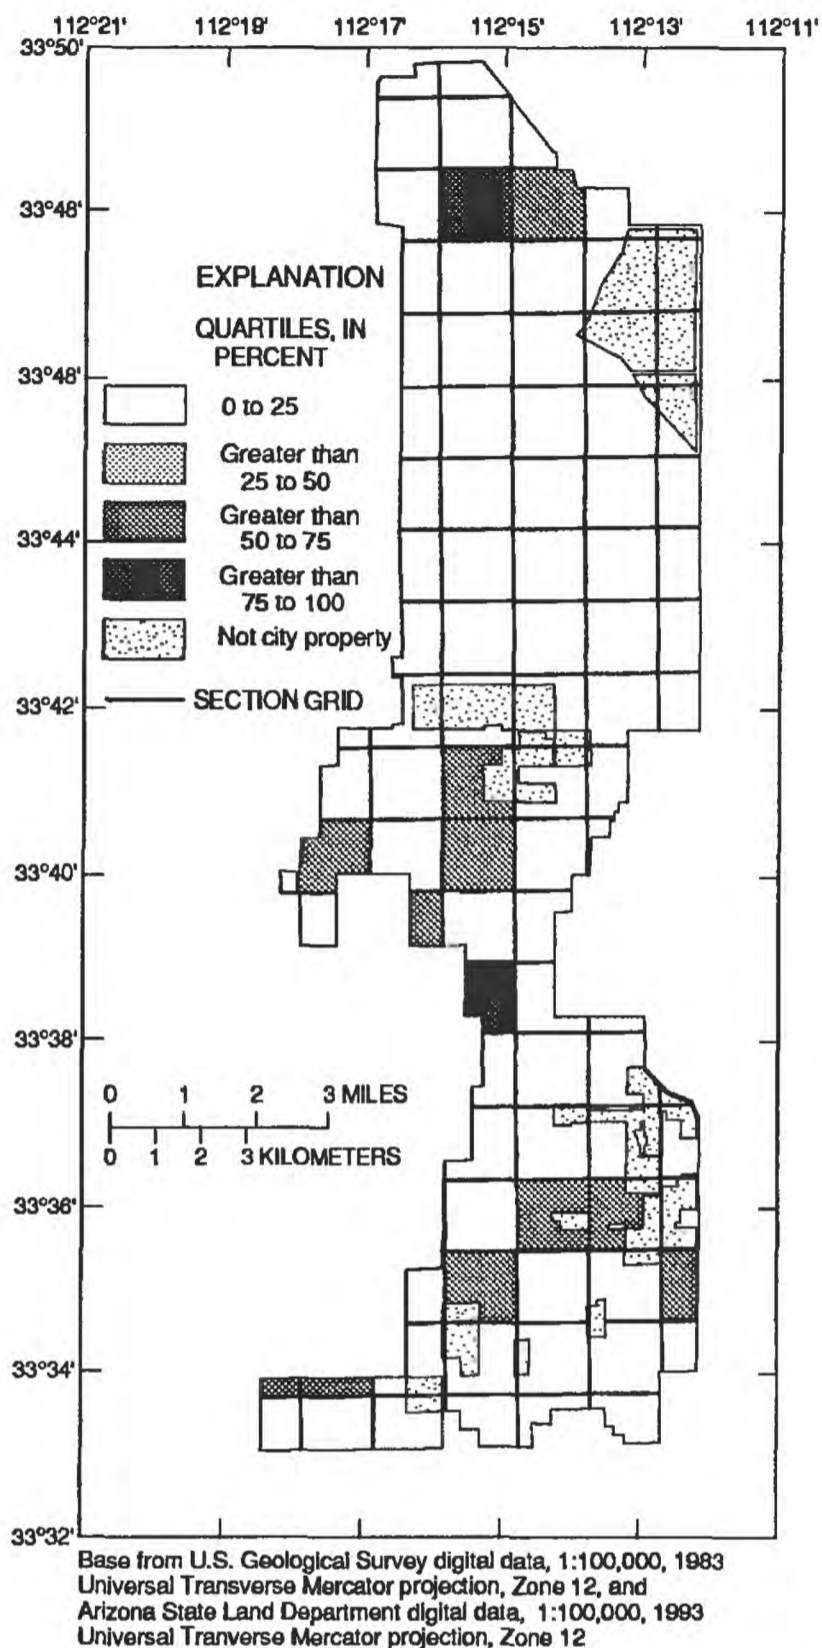 112°21' 112°19' 112°17' 112°15' 112°13' 112°11'
33°50'
33°48'
EXPLANATION
QUARTILES, IN
PERCENT
33°48'
0 to 25
Greater than
25 to 50
Greater than
50 to 75
33°44'
Greater than
75 to 100
Not city property
SECTION GRID
33°42'
33°40'
33°38'
0 1 2 3 MILES
0 1 2 3 KILOMETERS
33°36'
33°34'
33°32'
Base from U.S. Geological Survey digital data, 1:100,000, 1983
Universal Transverse Mercator projection, Zone 12, and
Arizona State Land Department digital data, 1:100,000, 1993
Universal Tranverse Mercator projection, Zone 12